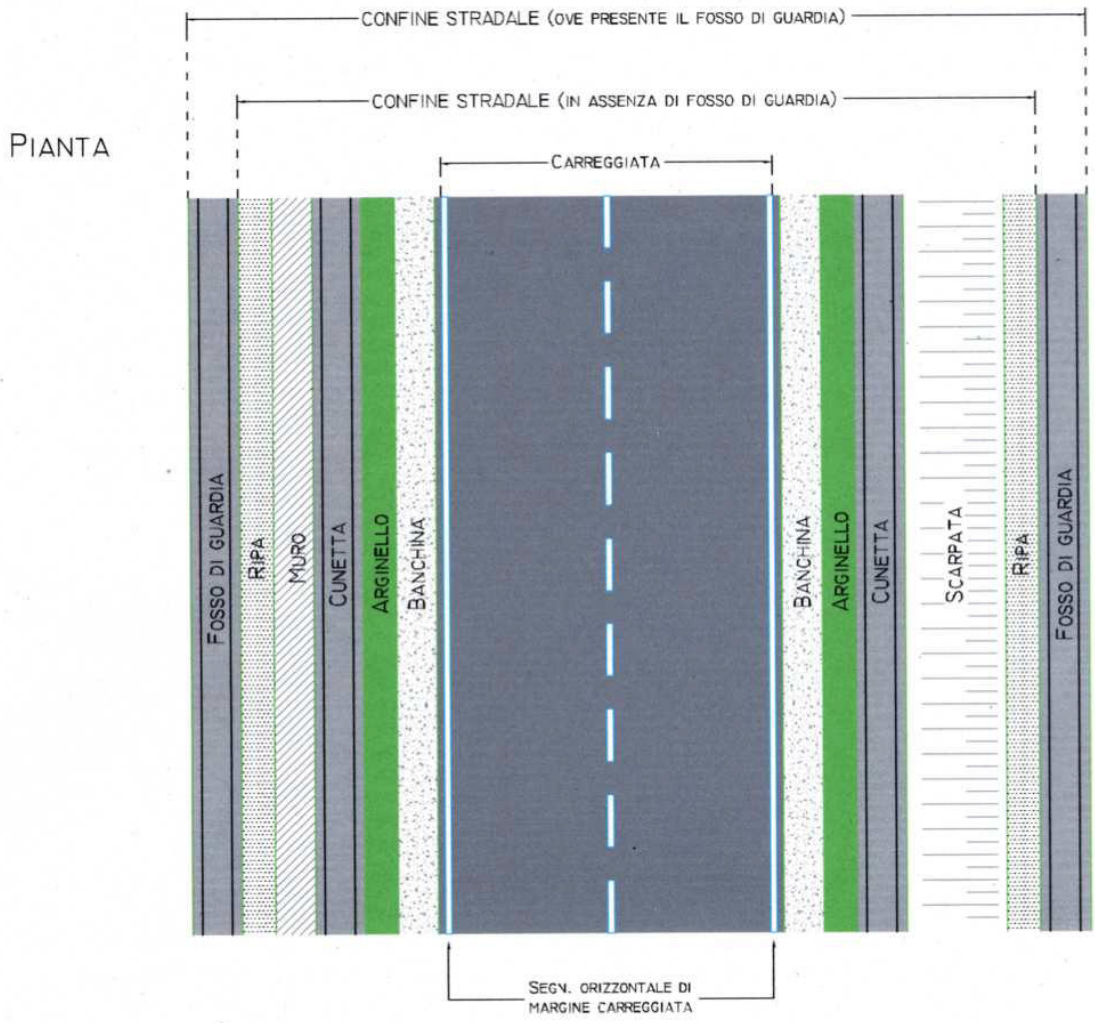 CONFINE STRADALE (OVE PRESENTE IL FOSSO DI GUARDIA)
CONFINE STRADALE (IN ASSENZA DI FOSSO DI GUARDIA)
PIANTA
CARREGGIATA
FOSSO DI GUARDIA
RIPA
MURO
CUNETTA
ARGINELLO
BANCHINA
BANCHINA
ARGINELLO
CUNETTA
SCARPATA
RIPA
FOSSO DI GUARDIA
SEGN. ORIZZONTALE DI
MARGINE CARREGGIATA